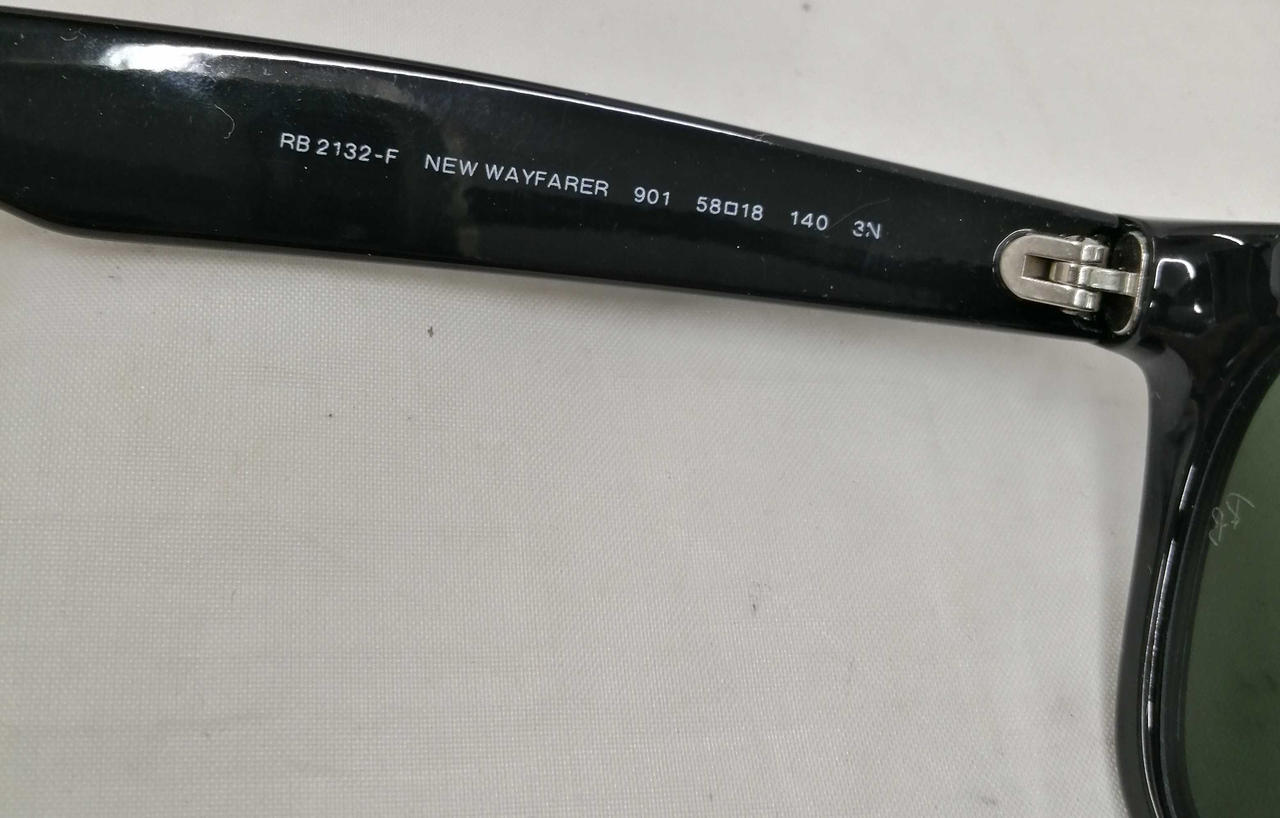 RB 2132-F NEW WAYFARER 901 58□18 140 3N